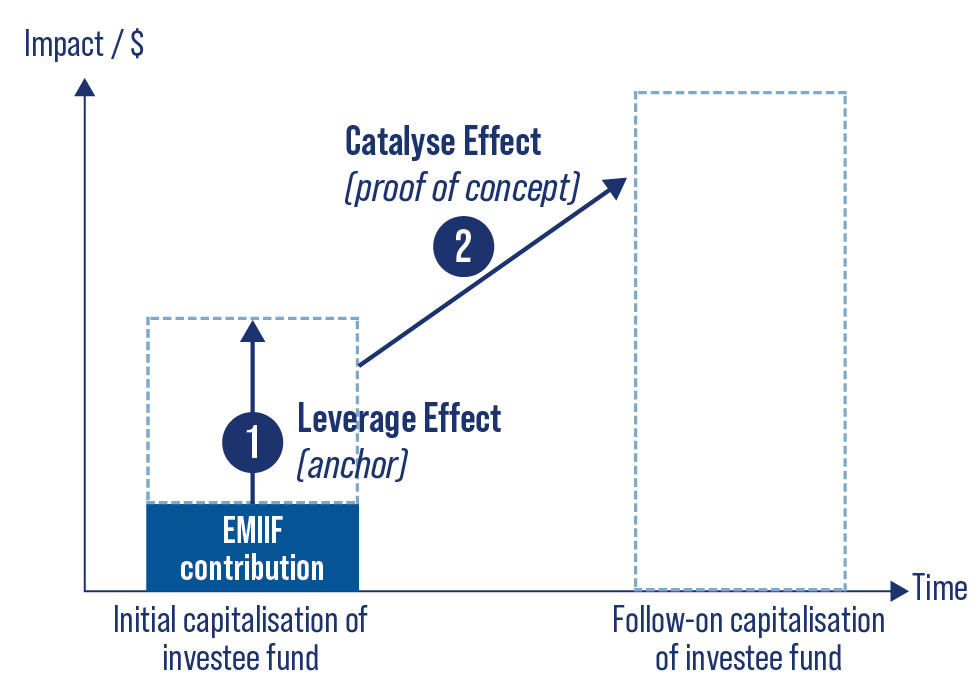 Impact / $
Catalyse Effect
(proof of concept)
2
1
Leverage Effect
(anchor)
EMIIF
contribution
Time
Initial capitalisation of
investee fund
Follow-on capitalisation
of investee fund